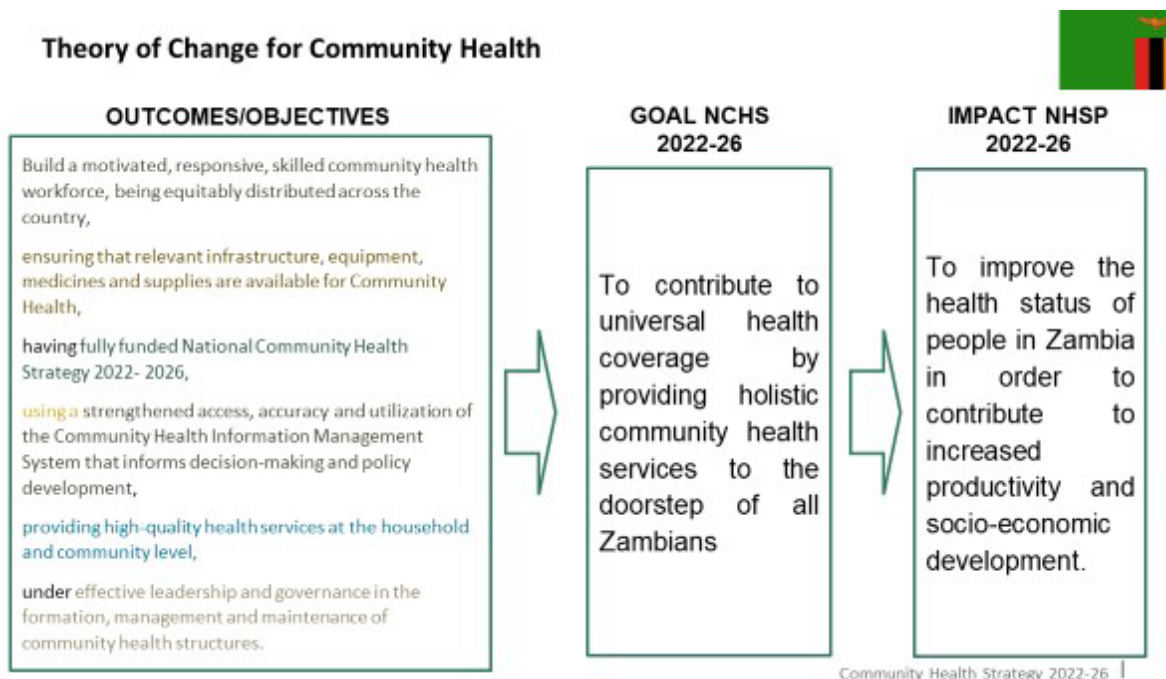 Theory of Change for Community Health
OUTCOMES/OBJECTIVES
Build a motivated, responsive, skilled community health
workforce, being equitably distributed across the
country,
ensuring that relevant infrastructure, equipment,
medicines and supplies are available for Community
Health,
having fully funded National Community Health
Strategy 2022- 2026,
using a strengthened access, accuracy and utilization of
the Community Health Information Management
System that informs decision-making and policy
development,
providing high-quality health services at the household
and community level,
under effective leadership and governance in the
formation, management and maintenance of
community health structures.
GOAL NCHS
2022-26
To contribute to
universal health
coverage by
providing holistic
community health
services to the
doorstep of all
Zambians
IMPACT NHSP
2022-26
To improve the
health status of
people in Zambia
in order to
contribute to
increased
productivity and
socio-economic
development.
Community Health Strategy 2022-26